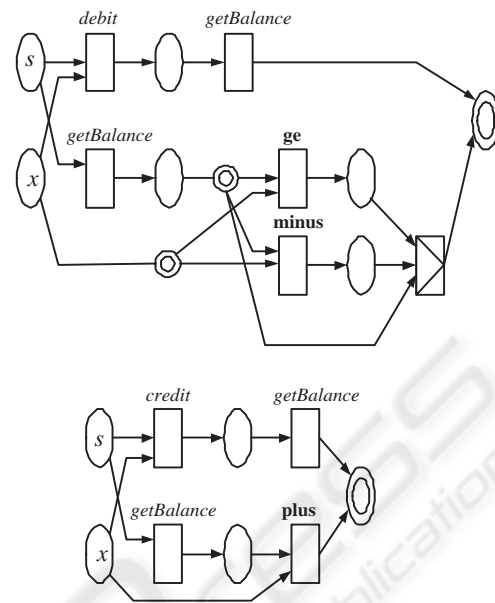 debit getBalance
s
getBalance ge
x
minus
credit getBalance
s
getBalance plus
x